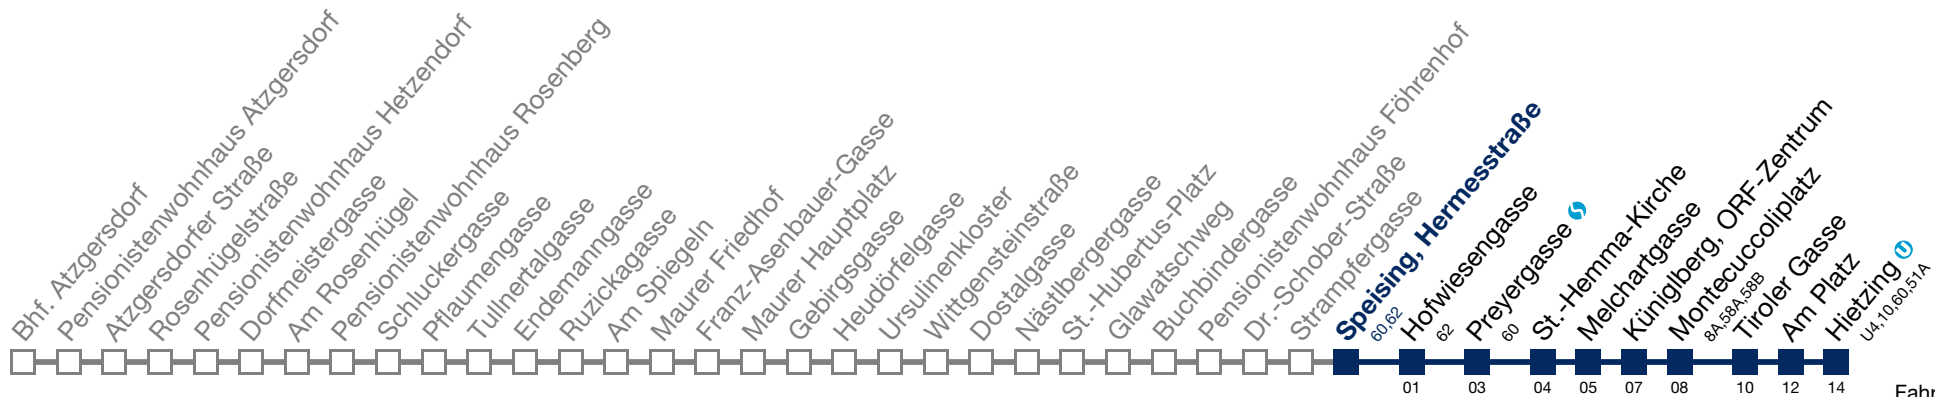 Bhf. Atzgersdorf
Pensionistenwohnhaus Atzgersdorf
Atzgersdorfer Straße
Rosenhügelstraße
Pensionistenwohnhaus Hetzendorf
Dorfmeistergasse
Am Rosenhügel
Pensionistenwohnhaus Rosenberg
Schluckergasse
Pflaumengasse
Tullnertalgasse
Endemanngasse
Ruzickagasse
Am Spiegeln
Maurer Friedhof
Franz-Asenbauer-Gasse
Maurer Hauptplatz
Gebirgsgasse
Heudörfelgasse
Ursulinenkloster
Wittgensteinstraße
Dostalgasse
Nästlbergergasse
St.-Hubertus-Platz
Glawatschweg
Buchbindergasse
Pensionistenwohnhaus Föhrenhof
Dr.-Schober-Straße
Strampfergasse
Speising, Hermesstraße
60,62
Hofwiesengasse
62
Preyergasse S
60
St.-Hemma-Kirche
Melchartgasse
Küniglberg, ORF-Zentrum
Montecuccoliplatz
8A,58A,58B
Tiroler Gasse
Am Platz
Hietzing U
U4,10,60,51A
01 03 04 05 07 08 10 12 14
Fahr